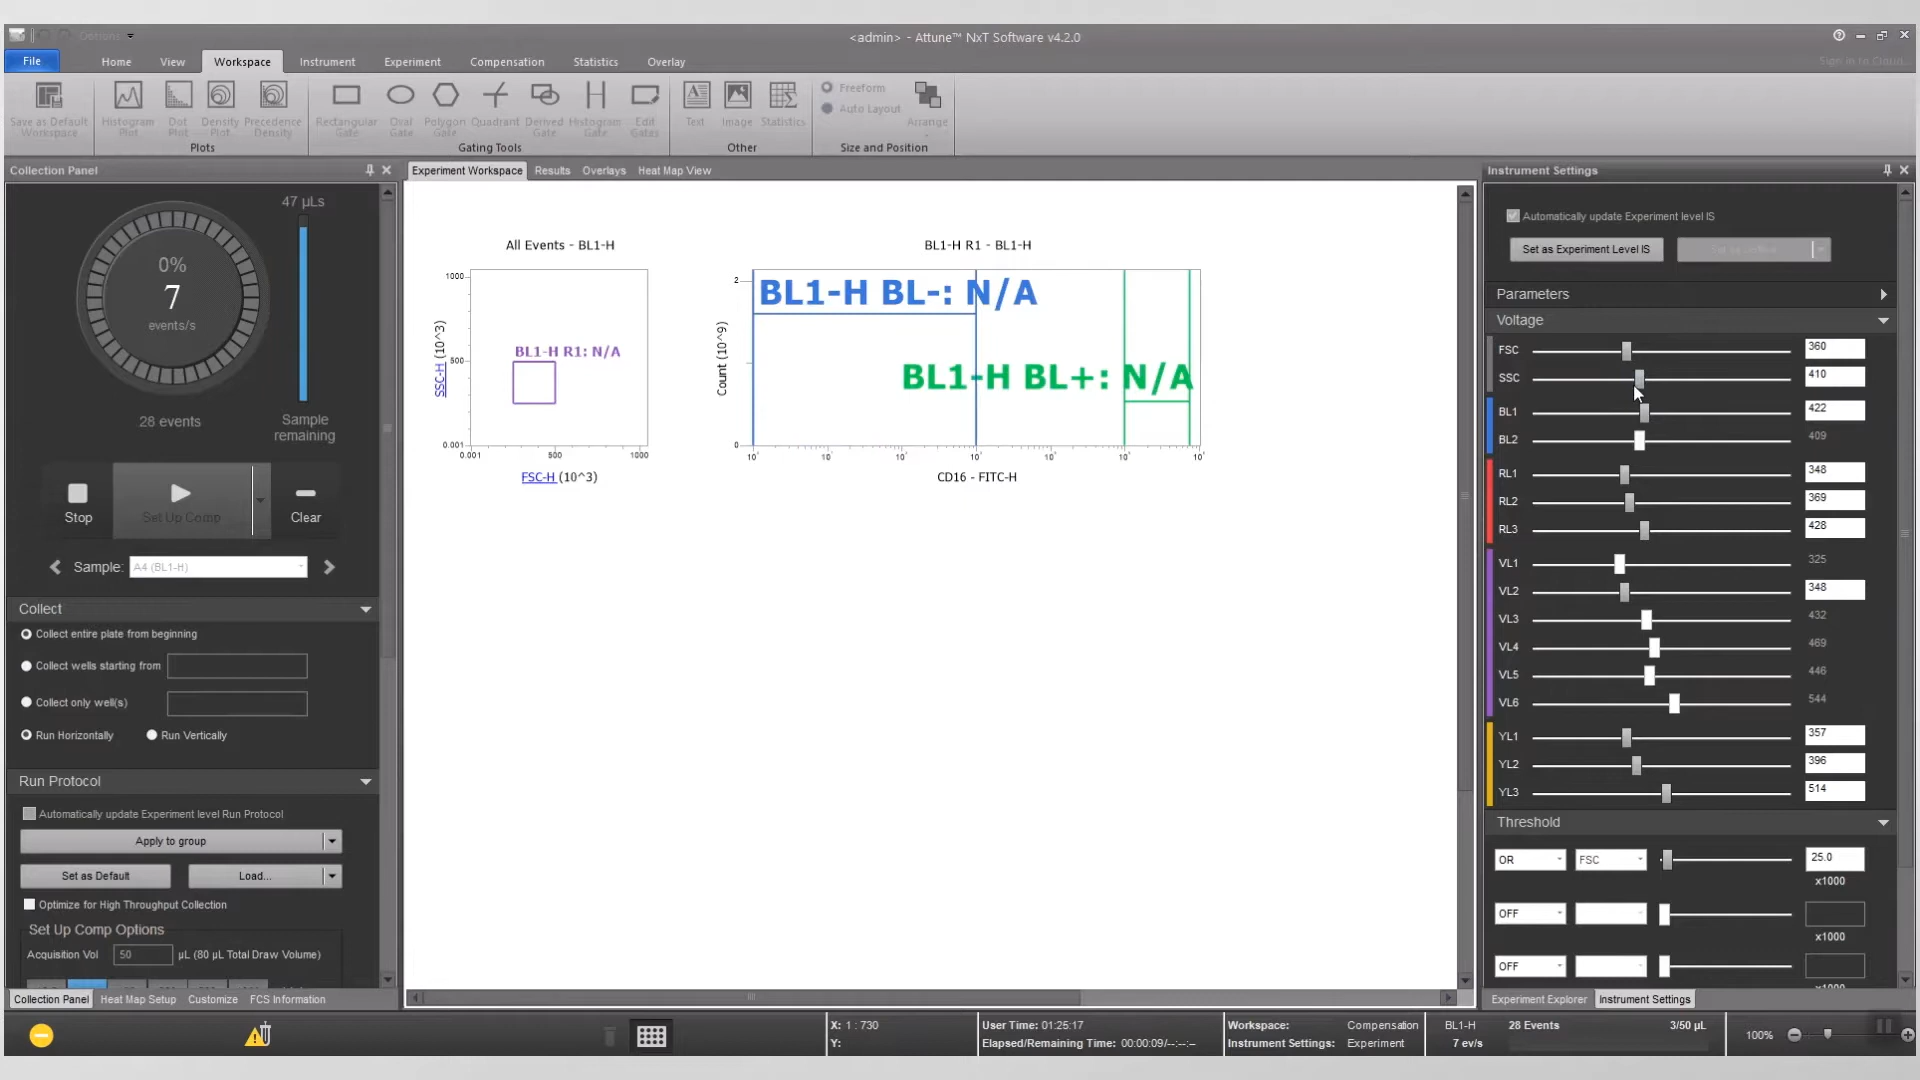 Options
<admin> - Attune™ NxT Software v4.2.0
File
Home
View
Workspace
Instrument
Experiment
Compensation
Statistics
Overlay
Sign in to Cloud...
Save as Default
Workspace
Histogram
Plot
Dot
Plot
Density
Plot
Precedence
Density
Plots
Rectangular
Gate
Oval
Gate
Polygon
Gate
Quadrant
Derived
Gate
Histogram
Gate
Edit
Gates
Gating Tools
Text
Image
Statistics
Other
Freeform
Auto Layout
Arrange
Size and Position
Collection Panel
47 µLs
0%
7
events/s
28 events
Sample
remaining
Stop
Set Up Comp
Clear
Sample:
A4 (BL1-H)
Collect
Collect entire plate from beginning
Collect wells starting from
Collect only well(s)
Run Horizontally
Run Vertically
Run Protocol
Automatically update Experiment level Run Protocol
Apply to group
Set as Default
Load...
Optimize for High Throughput Collection
Set Up Comp Options
Acquisition Vol
50
µL (80 µL Total Draw Volume)
Collection Panel
Heat Map Setup
Customize
FCS Information
Experiment Workspace
Results
Overlays
Heat Map View
All Events - BL1-H
1000
500
0.001
SSC-H (10^3)
BL1-H R1: N/A
0.001
500
1000
FSC-H (10^3)
BL1-H R1 - BL1-H
2
0
Count (10^9)
BL1-H BL-: N/A
BL1-H BL+: N/A
CD16 - FITC-H
Instrument Settings
Automatically update Experiment level IS
Set as Experiment Level IS
Parameters
Voltage
FSC
360
SSC
410
BL1
422
BL2
409
RL1
348
RL2
369
RL3
428
VL1
325
VL2
348
VL3
432
VL4
469
VL5
446
VL6
544
YL1
357
YL2
396
YL3
514
Threshold
OR
FSC
25.0
x1000
OFF
x1000
OFF
x1000
Experiment Explorer
Instrument Settings
X: 1 : 730
Y:
User Time: 01:25:17
Elapsed/Remaining Time: 00:00:09/--:--:--
Workspace: Compensation
Instrument Settings: Experiment
BL1-H
28 Events
3/50 µL
7 ev/s
100%